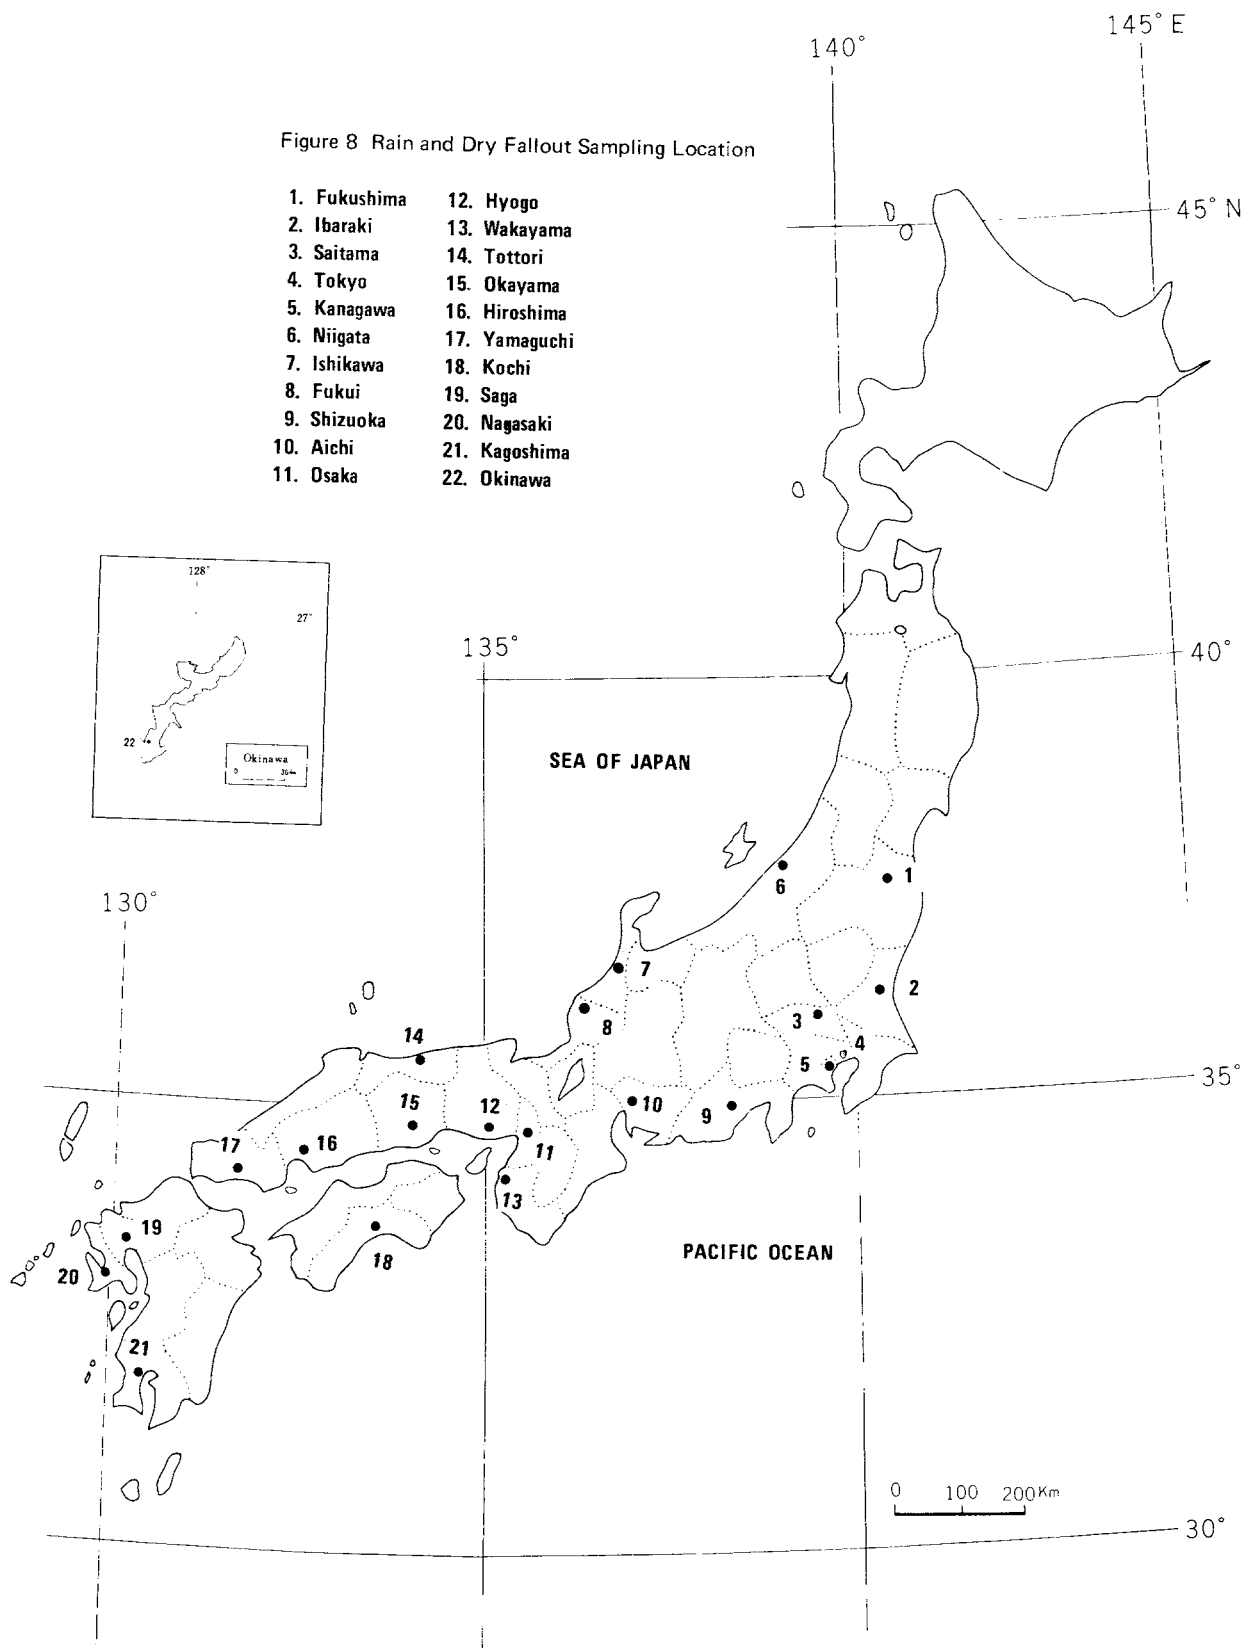 145° E
140°
Figure 8 Rain and Dry Fallout Sampling Location
1. Fukushima
2. Ibaraki
3. Saitama
4. Tokyo
5. Kanagawa
6. Niigata
7. Ishikawa
8. Fukui
9. Shizuoka
10. Aichi
11. Osaka
12. Hyogo
13. Wakayama
14. Tottori
15. Okayama
16. Hiroshima
17. Yamaguchi
18. Kochi
19. Saga
20. Nagasaki
21. Kagoshima
22. Okinawa
45° N
128°
27°
22
Okinawa
0
135°
40°
SEA OF JAPAN
130°
6
1
7
2
8
3
4
5
14
35°
15
12
10
9
17
16
11
13
19
18
20
PACIFIC OCEAN
21
0 100 200Km
30°